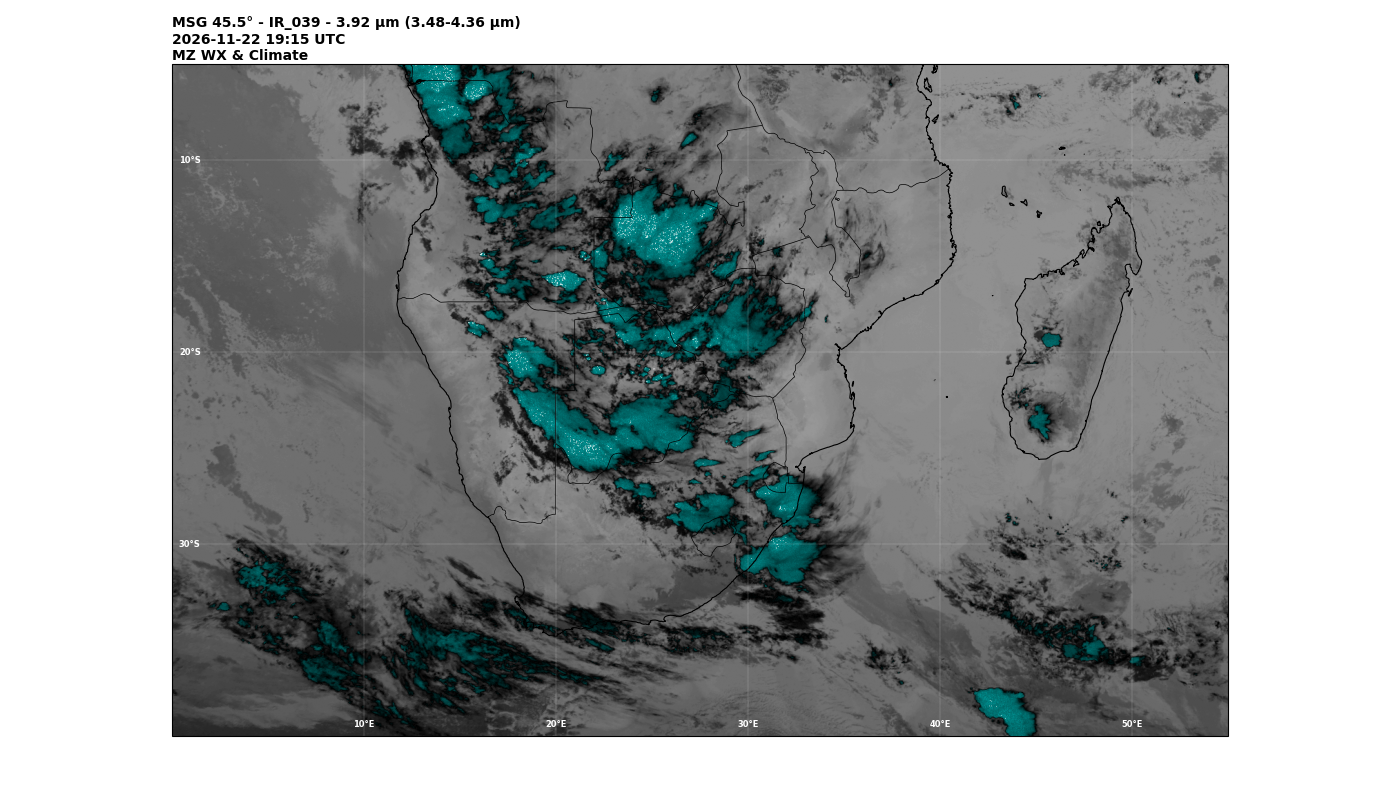 MSG 45.5° - IR_039 - 3.92 μm (3.48-4.36 μm)
2026-11-22 19:15 UTC
MZ WX & Climate
10°S
20°S
30°S
10°E
20°E
30°E
40°E
50°E